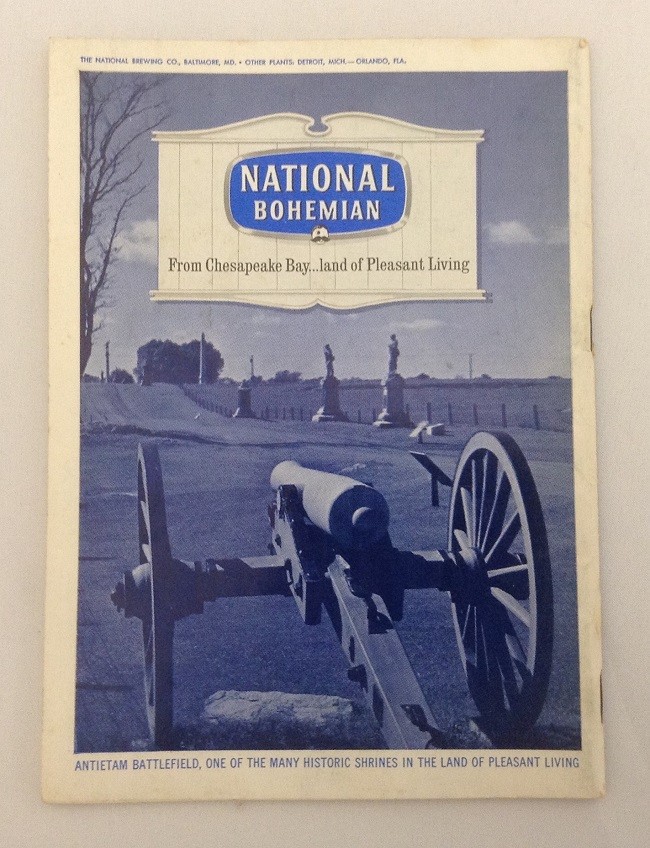 THE NATIONAL BREWING CO., BALTIMORE, MD. • OTHER PLANTS: DETROIT, MICH.—ORLANDO, FLA.
NATIONAL
BOHEMIAN
From Chesapeake Bay...land of Pleasant Living
ANTIETAM BATTLEFIELD, ONE OF THE MANY HISTORIC SHRINES IN THE LAND OF PLEASANT LIVING